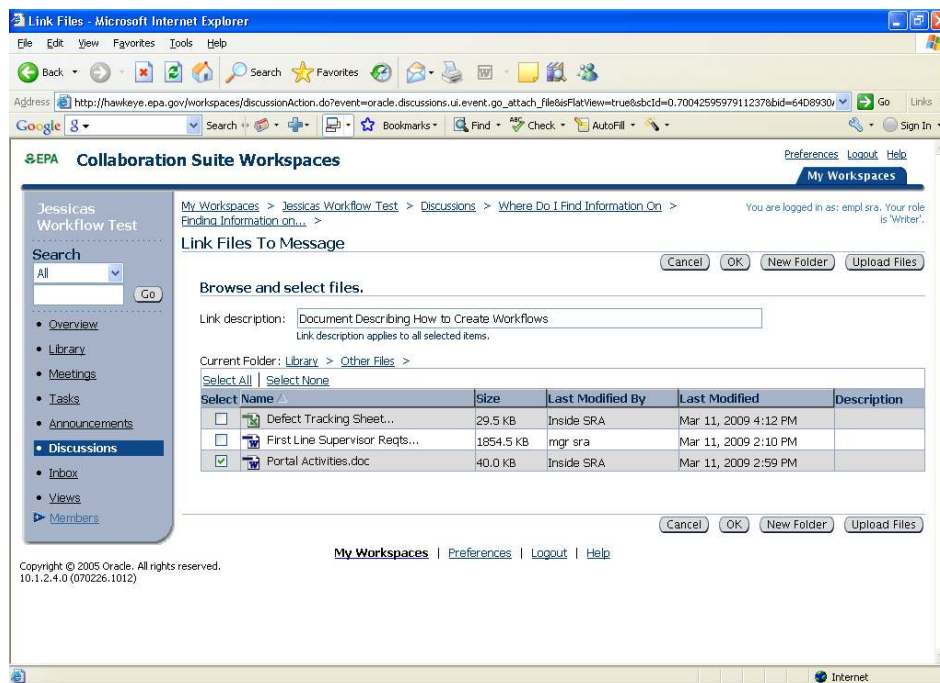 Link Files - Microsoft Internet Explorer
File Edit View Favorites Tools Help
Back Search Favorites
Address http://hawkeye.epa.gov/workspaces/discussionAction.do?event=oracle.discussions.ui.event.go_attach_file&isFlatView=true&sbcId=0.7004259597911237&bid=64D8930 Go Links
Google Search Bookmarks Find Check AutoFill Sign In
EPA Collaboration Suite Workspaces
Preferences Logout Help
My Workspaces
Jessicas Workflow Test
Search
All
Go
Overview
Library
Meetings
Tasks
Announcements
Discussions
Inbox
Views
Members
My Workspaces > Jessicas Workflow Test > Discussions > Where Do I Find Information On >
Finding Information on... >
You are logged in as: empl sra. Your role
is 'Writer'.
Link Files To Message
Cancel OK New Folder Upload Files
Browse and select files.
Link description: Document Describing How to Create Workflows
Link description applies to all selected items.
Current Folder: Library > Other Files >
Select All | Select None
Select Name Size Last Modified By Last Modified Description
Defect Tracking Sheet... 29.5 KB Inside SRA Mar 11, 2009 4:12 PM
First Line Supervisor Reqts... 1854.5 KB mgr sra Mar 11, 2009 2:10 PM
Portal Activities.doc 40.0 KB Inside SRA Mar 11, 2009 2:59 PM
Cancel OK New Folder Upload Files
My Workspaces | Preferences | Logout | Help
Copyright © 2005 Oracle. All rights reserved.
10.1.2.4.0 (070226.1012)
Internet